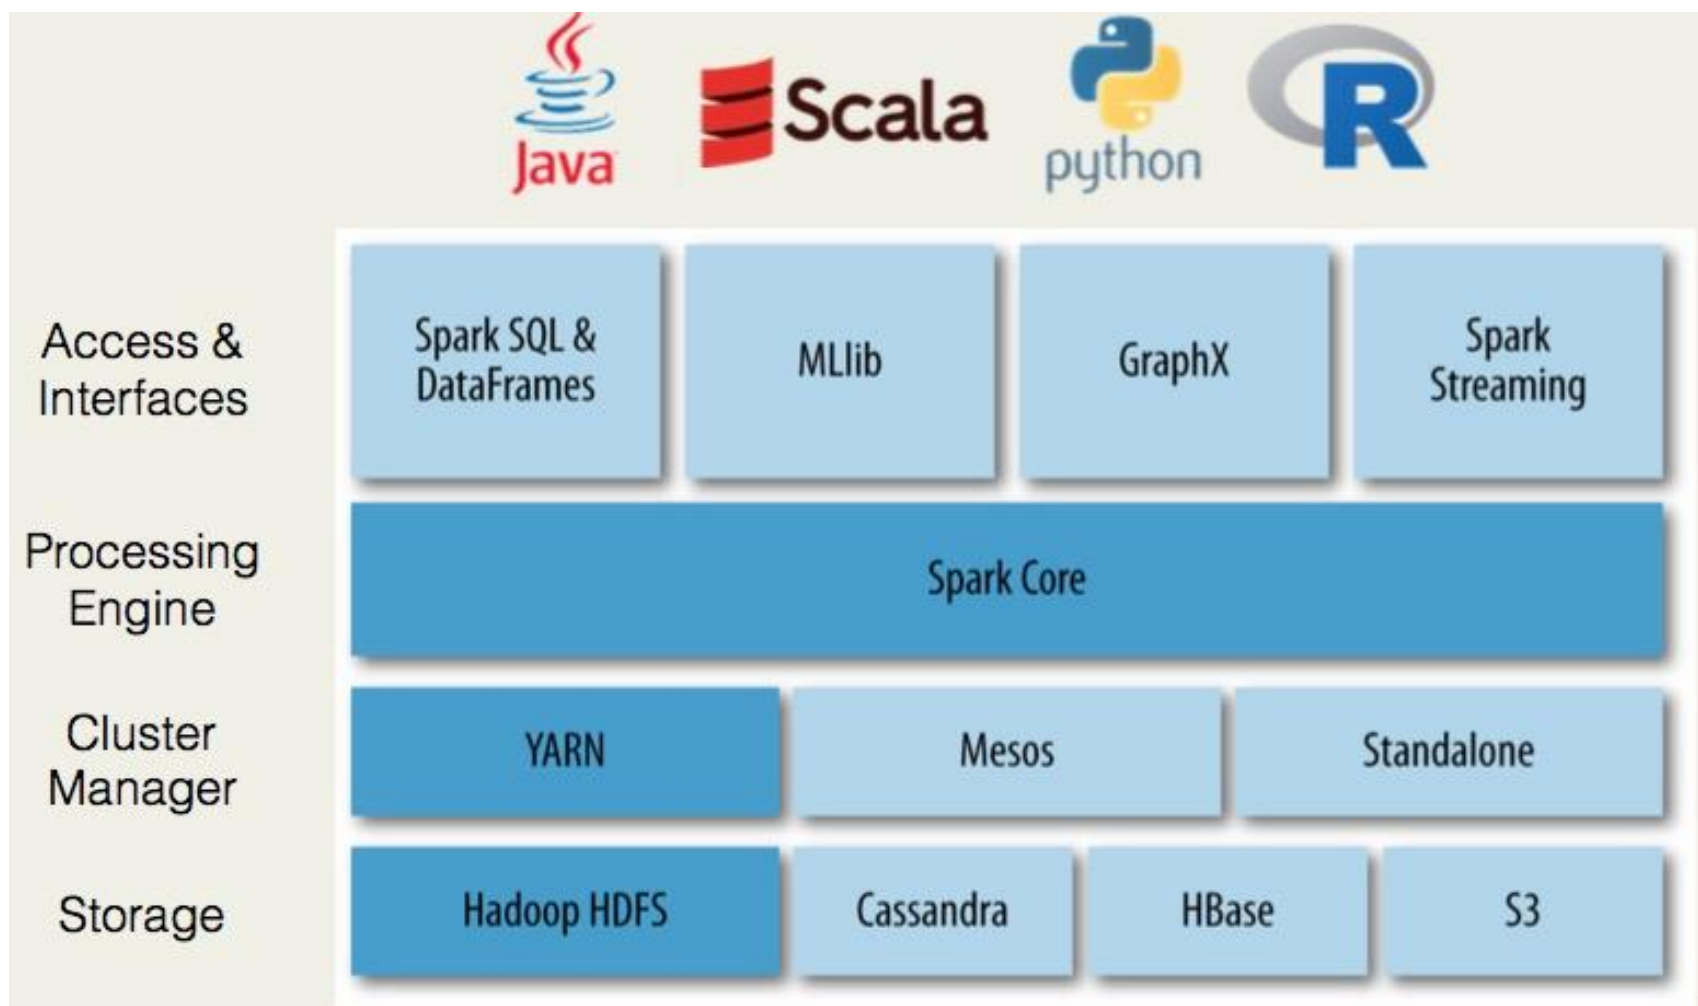 Java
Scala
python
R
Access &
Interfaces
Spark SQL &
DataFrames
MLlib
GraphX
Spark
Streaming
Processing
Engine
Spark Core
Cluster
Manager
YARN
Mesos
Standalone
Storage
Hadoop HDFS
Cassandra
HBase
S3